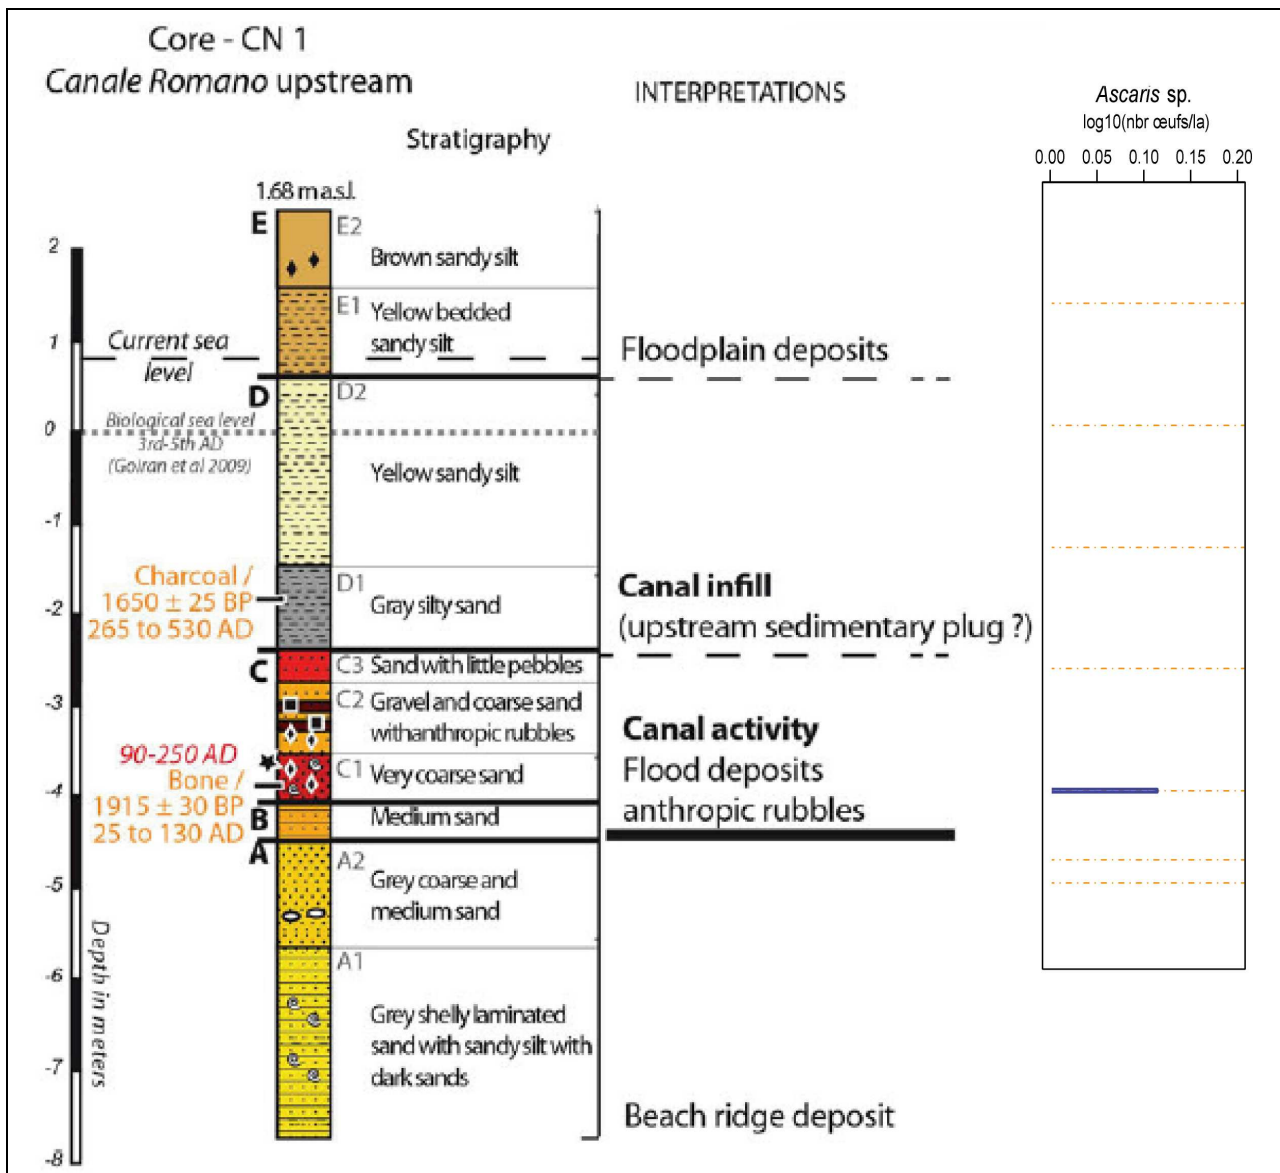 Core - CN 1
Canale Romano upstream
INTERPRETATIONS
Ascaris sp.
log10(nbr œufs/la)
0.00 0.05 0.10 0.15 0.20
Stratigraphy
1.68 m a.s.l.
E
E2
Brown sandy silt
E1
Yellow bedded
sandy silt
2
1
0
-1
-2
-3
-4
-5
-6
-7
-8
Depth in meters
Current sea
level
Floodplain deposits
D
D2
Biological sea level
3rd-5th AD
(Goiran et al 2009)
Yellow sandy silt
Charcoal /
1650 ± 25 BP
265 to 530 AD
D1
Gray silty sand
Canal infill
(upstream sedimentary plug ?)
C
C3 Sand with little pebbles
C2 Gravel and coarse sand
withanthropic rubbles
Canal activity
Flood deposits
anthropic rubbles
90-250 AD
Bone /
1915 ± 30 BP
25 to 130 AD
C1 Very coarse sand
B
Medium sand
A
A2
Grey coarse and
medium sand
A1
Grey shelly laminated
sand with sandy silt with
dark sands
Beach ridge deposit